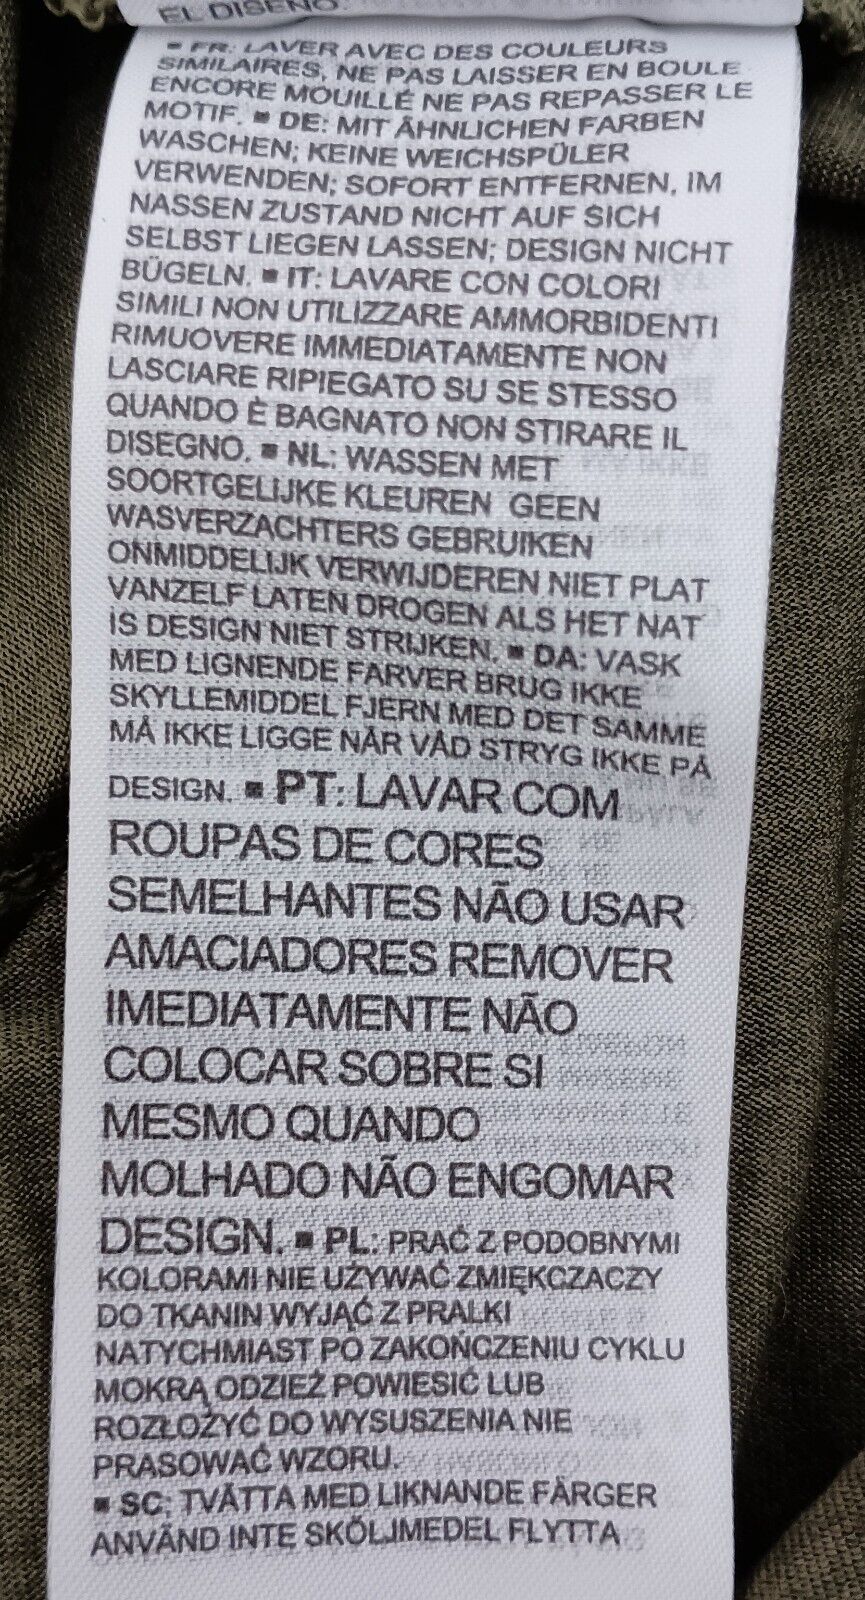 EL DISEÑO.
▪ FR: LAVER AVEC DES COULEURS
SIMILAIRES, NE PAS LAISSER EN BOULE
ENCORE MOUILLÉ NE PAS REPASSER LE
MOTIF. ▪ DE: MIT ÄHNLICHEN FARBEN
WASCHEN; KEINE WEICHSPÜLER
VERWENDEN; SOFORT ENTFERNEN, IM
NASSEN ZUSTAND NICHT AUF SICH
SELBST LIEGEN LASSEN; DESIGN NICHT
BÜGELN. ▪ IT: LAVARE CON COLORI
SIMILI NON UTILIZZARE AMMORBIDENTI
RIMUOVERE IMMEDIATAMENTE NON
LASCIARE RIPIEGATO SU SE STESSO
QUANDO È BAGNATO NON STIRARE IL
DISEGNO. ▪ NL: WASSEN MET
SOORTGELIJKE KLEUREN GEEN
WASVERZACHTERS GEBRUIKEN
ONMIDDELIJK VERWIJDEREN NIET PLAT
VANZELF LATEN DROGEN ALS HET NAT
IS DESIGN NIET STRIJKEN. ▪ DA: VASK
MED LIGNENDE FARVER BRUG IKKE
SKYLLEMIDDEL FJERN MED DET SAMME
MÅ IKKE LIGGE NÅR VÅD STRYG IKKE PÅ
DESIGN. ▪ PT: LAVAR COM
ROUPAS DE CORES
SEMELHANTES NÃO USAR
AMACIADORES REMOVER
IMEDIATAMENTE NÃO
COLOCAR SOBRE SI
MESMO QUANDO
MOLHADO NÃO ENGOMAR
DESIGN. ▪ PL: PRAĆ Z PODOBNYMI
KOLORAMI NIE UŻYWAĆ ZMIĘKCZACZY
DO TKANIN WYJĄĆ Z PRALKI
NATYCHMIAST PO ZAKOŃCZENIU CYKLU
MOKRĄ ODZIEŻ POWIESIĆ LUB
ROZŁOŻYĆ DO WYSUSZENIA NIE
PRASOWAĆ WZORU.
▪ SC: TVÄTTA MED LIKNANDE FÄRGER
ANVÄND INTE SKÖLJMEDEL FLYTTA